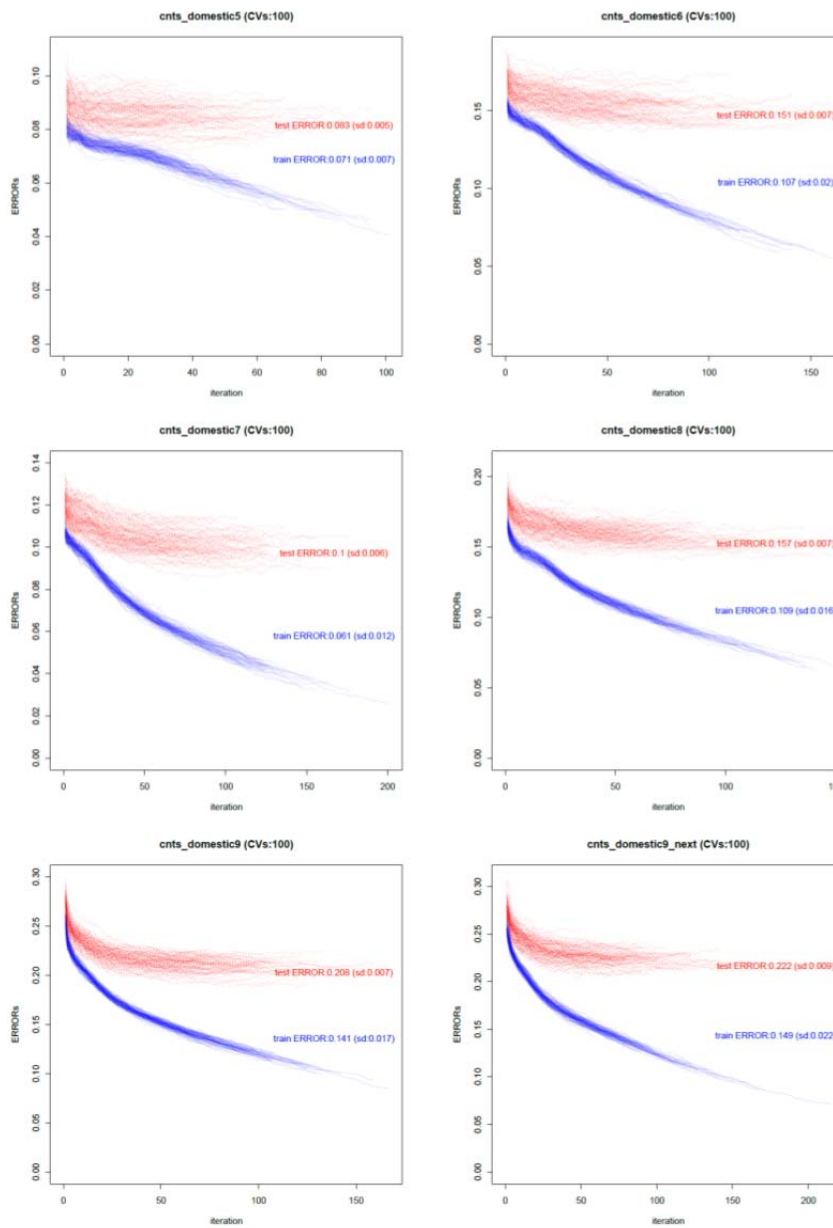 cnts_domestic5 (CVs:100)
ERRORs
0.10
0.08
0.06
0.04
0.02
0.00
test ERROR:0.083 (sd:0.005)
train ERROR:0.071 (sd:0.007)
0 20 40 60 80 100
iteration
cnts_domestic6 (CVs:100)
ERRORs
0.15
0.10
0.05
0.00
test ERROR:0.151 (sd:0.007)
train ERROR:0.107 (sd:0.02)
0 50 100 150
iteration
cnts_domestic7 (CVs:100)
ERRORs
0.14
0.12
0.10
0.08
0.06
0.04
0.02
0.00
test ERROR:0.1 (sd:0.006)
train ERROR:0.061 (sd:0.012)
0 50 100 150 200
iteration
cnts_domestic8 (CVs:100)
ERRORs
0.20
0.15
0.10
0.05
0.00
test ERROR:0.157 (sd:0.007)
train ERROR:0.109 (sd:0.016
0 50 100
iteration
cnts_domestic9 (CVs:100)
ERRORs
0.30
0.25
0.20
0.15
0.10
0.05
0.00
test ERROR:0.208 (sd:0.007)
train ERROR:0.141 (sd:0.017)
0 50 100 150
iteration
cnts_domestic9_next (CVs:100)
ERRORs
0.30
0.25
0.20
0.15
0.10
0.05
0.00
test ERROR:0.222 (sd:0.009)
train ERROR:0.149 (sd:0.022
0 50 100 150 200
iteration